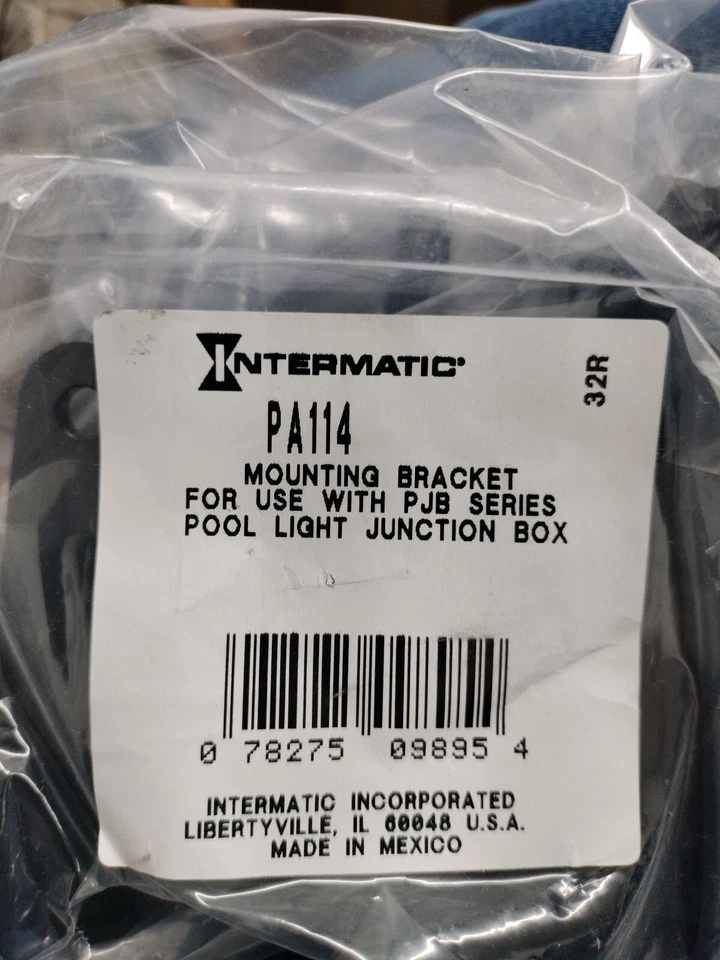 INTERMATIC®
32R
PA114
MOUNTING BRACKET
FOR USE WITH PJB SERIES
POOL LIGHT JUNCTION BOX
0 78275 09895 4
INTERMATIC INCORPORATED
LIBERTYVILLE, IL 60048 U.S.A.
MADE IN MEXICO